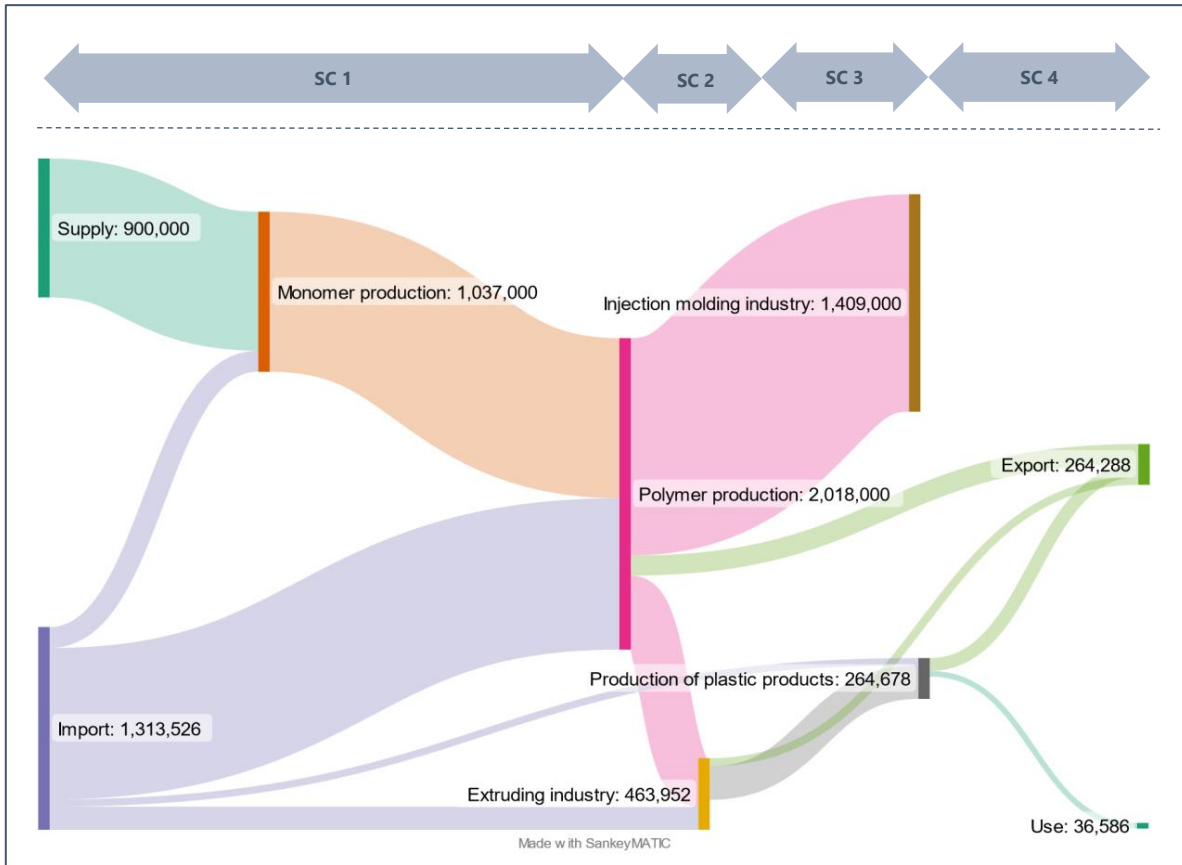 SC 1
SC 2
SC 3
SC 4
Supply: 900,000
Monomer production: 1,037,000
Injection molding industry: 1,409,000
Export: 264,288
Polymer production: 2,018,000
Production of plastic products: 264,678
Import: 1,313,526
Extruding industry: 463,952
Use: 36,586
Made with SankeyMATIC